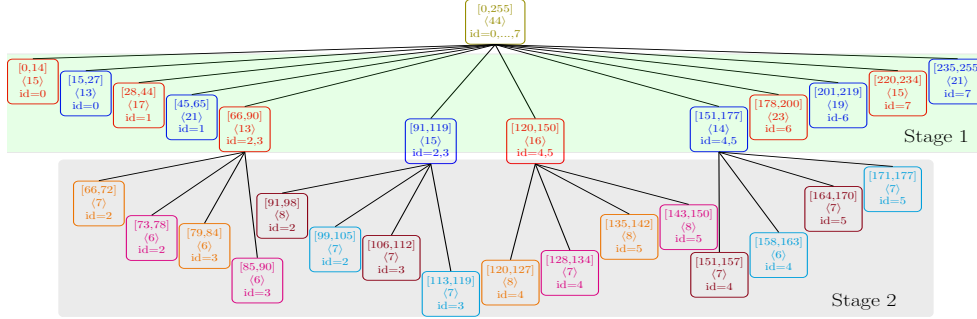 [0,255]
⟨44⟩
id=0,...,7
[0,14]
⟨15⟩
id=0
[15,27]
⟨13⟩
id=0
[28,44]
⟨17⟩
id=1
[45,65]
⟨21⟩
id=1
[66,90]
⟨13⟩
id=2,3
[91,119]
⟨15⟩
id=2,3
[120,150]
⟨16⟩
id=4,5
[151,177]
⟨14⟩
id=4,5
[178,200]
⟨23⟩
id=6
[201,219]
⟨19⟩
id-6
[220,234]
⟨15⟩
id=7
[235,255]
⟨21⟩
id=7
Stage 1
[66,72]
⟨7⟩
id=2
[73,78]
⟨6⟩
id=2
[79,84]
⟨6⟩
id=3
[85,90]
⟨6⟩
id=3
[91,98]
⟨8⟩
id=2
[99,105]
⟨7⟩
id=2
[106,112]
⟨7⟩
id=3
[113,119]
⟨7⟩
id=3
[120,127]
⟨8⟩
id=4
[128,134]
⟨7⟩
id=4
[135,142]
⟨8⟩
id=5
[143,150]
⟨8⟩
id=5
[151,157]
⟨7⟩
id=4
[158,163]
⟨6⟩
id=4
[164,170]
⟨7⟩
id=5
[171,177]
⟨7⟩
id=5
Stage 2